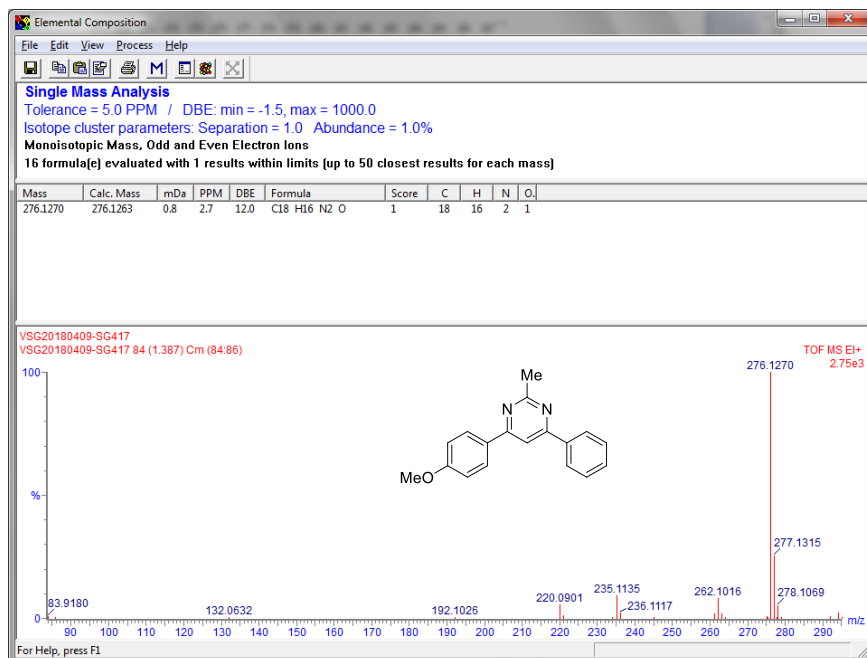 Elemental Composition
File Edit View Process Help
M
Single Mass Analysis
Tolerance = 5.0 PPM / DBE: min = -1.5, max = 1000.0
Isotope cluster parameters: Separation = 1.0 Abundance = 1.0%
Monoisotopic Mass, Odd and Even Electron Ions
16 formula(e) evaluated with 1 results within limits (up to 50 closest results for each mass)
Mass Calc. Mass mDa PPM DBE Formula Score C H N O.
276.1270 276.1263 0.8 2.7 12.0 C18 H16 N2 O 1 18 16 2 1
VSG20180409-SG417
VSG20180409-SG417 84 (1.387) Cm (84:86)
TOF MS EI+
2.75e3
276.1270
100
Me
N N
MeO
%
277.1315
278.1069
262.1016
235.1135
236.1117
220.0901
192.1026
132.0632
83.9180
0
m/z
90 100 110 120 130 140 150 160 170 180 190 200 210 220 230 240 250 260 270 280 290
For Help, press F1